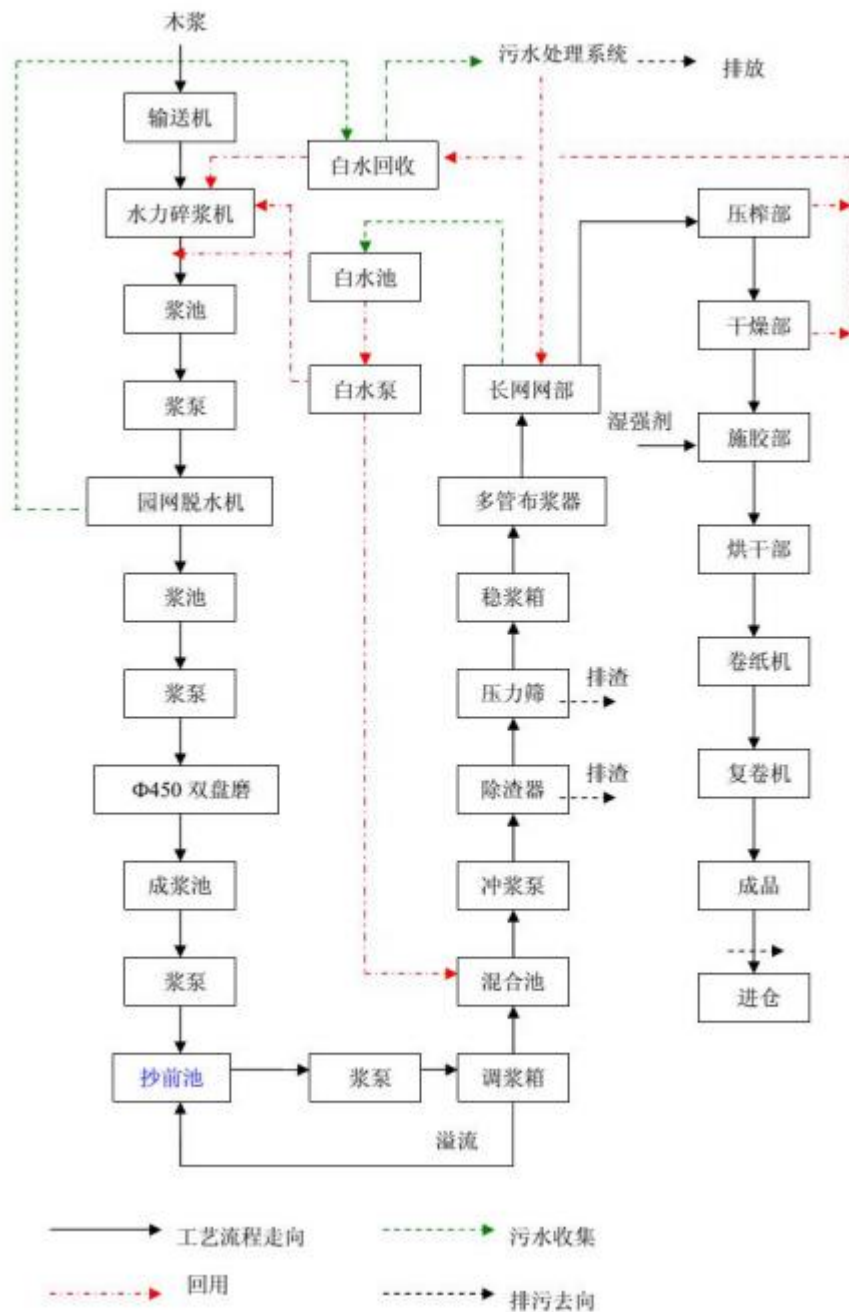 木浆
输送机
水力碎浆机
浆池
浆泵
园网脱水机
浆池
浆泵
Φ450 双盘磨
成浆池
浆泵
抄前池
浆泵
调浆箱
溢流
混合池
冲浆泵
除渣器
排渣
压力筛
排渣
稳浆箱
多管布浆器
长网网部
白水池
白水泵
白水回收
污水处理系统
排放
压榨部
干燥部
湿强剂
施胶部
烘干部
卷纸机
复卷机
成品
进仓
工艺流程走向
污水收集
回用
排污去向